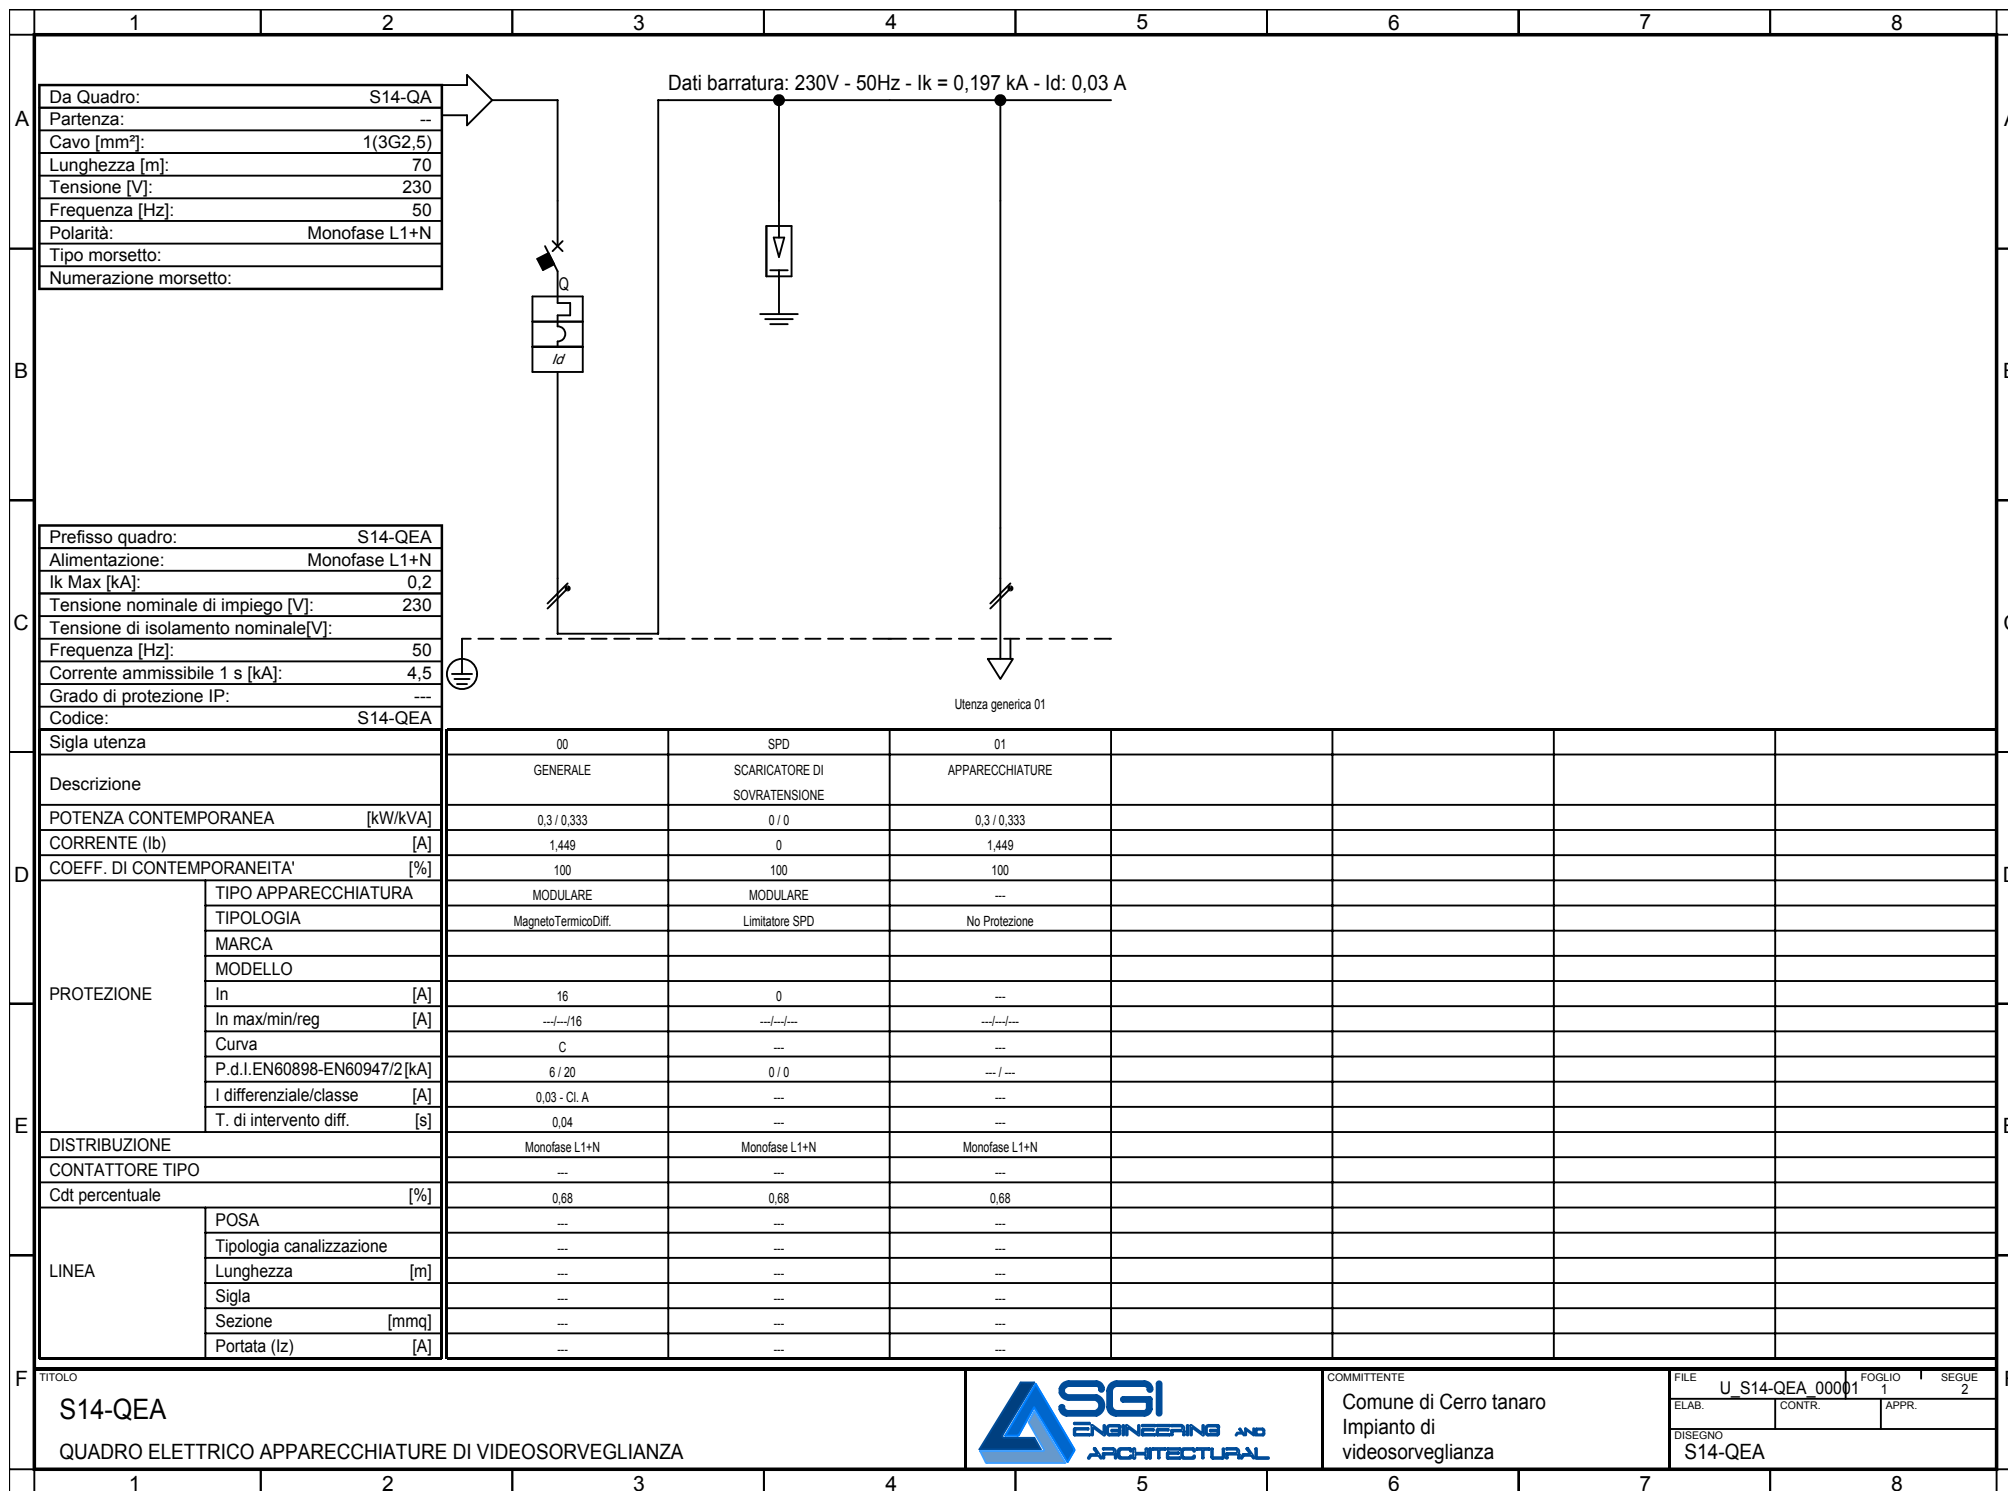 1 2 3 4 5 6 7 8
Dati barratura: 230V - 50Hz - Ik = 0,197 kA - Id: 0,03 A
A
Da Quadro: S14-QA
Partenza: --
Cavo [mm²]: 1(3G2,5)
Lunghezza [m]: 70
Tensione [V]: 230
Frequenza [Hz]: 50
Polarità: Monofase L1+N
Tipo morsetto:
Numerazione morsetto:
Q
Id
B
Prefisso quadro: S14-QEA
Alimentazione: Monofase L1+N
Ik Max [kA]: 0,2
Tensione nominale di impiego [V]: 230
Tensione di isolamento nominale[V]:
Frequenza [Hz]: 50
Corrente ammissibile 1 s [kA]: 4,5
Grado di protezione IP: ---
Codice: S14-QEA
C
Utenza generica 01
Sigla utenza 00 SPD 01
Descrizione GENERALE SCARICATORE DI SOVRATENSIONE APPARECCHIATURE
POTENZA CONTEMPORANEA [kW/kVA] 0,3 / 0,333 0 / 0 0,3 / 0,333
CORRENTE (Ib) [A] 1,449 0 1,449
COEFF. DI CONTEMPORANEITA' [%] 100 100 100
D
PROTEZIONE
TIPO APPARECCHIATURA MODULARE MODULARE ---
TIPOLOGIA MagnetoTermicoDiff. Limitatore SPD No Protezione
MARCA
MODELLO
In [A] 16 0 ---
In max/min/reg [A] ---/---/16 ---/---/--- ---/---/---
Curva C --- ---
P.d.I.EN60898-EN60947/2 [kA] 6 / 20 0 / 0 --- / ---
I differenziale/classe [A] 0,03 - Cl. A --- ---
T. di intervento diff. [s] 0,04 --- ---
E
DISTRIBUZIONE Monofase L1+N Monofase L1+N Monofase L1+N
CONTATTORE TIPO --- --- ---
Cdt percentuale [%] 0,68 0,68 0,68
LINEA
POSA --- --- ---
Tipologia canalizzazione --- --- ---
Lunghezza [m] --- --- ---
Sigla --- --- ---
Sezione [mmq] --- --- ---
Portata (Iz) [A] --- --- ---
F
TITOLO
S14-QEA
QUADRO ELETTRICO APPARECCHIATURE DI VIDEOSORVEGLIANZA
SGI
ENGINEERING AND
ARCHITECTURAL
COMMITTENTE
Comune di Cerro tanaro
Impianto di
videosorveglianza
FILE U_S14-QEA_00001 FOGLIO 1 SEGUE 2
ELAB. CONTR. APPR.
DISEGNO
S14-QEA
1 2 3 4 5 6 7 8